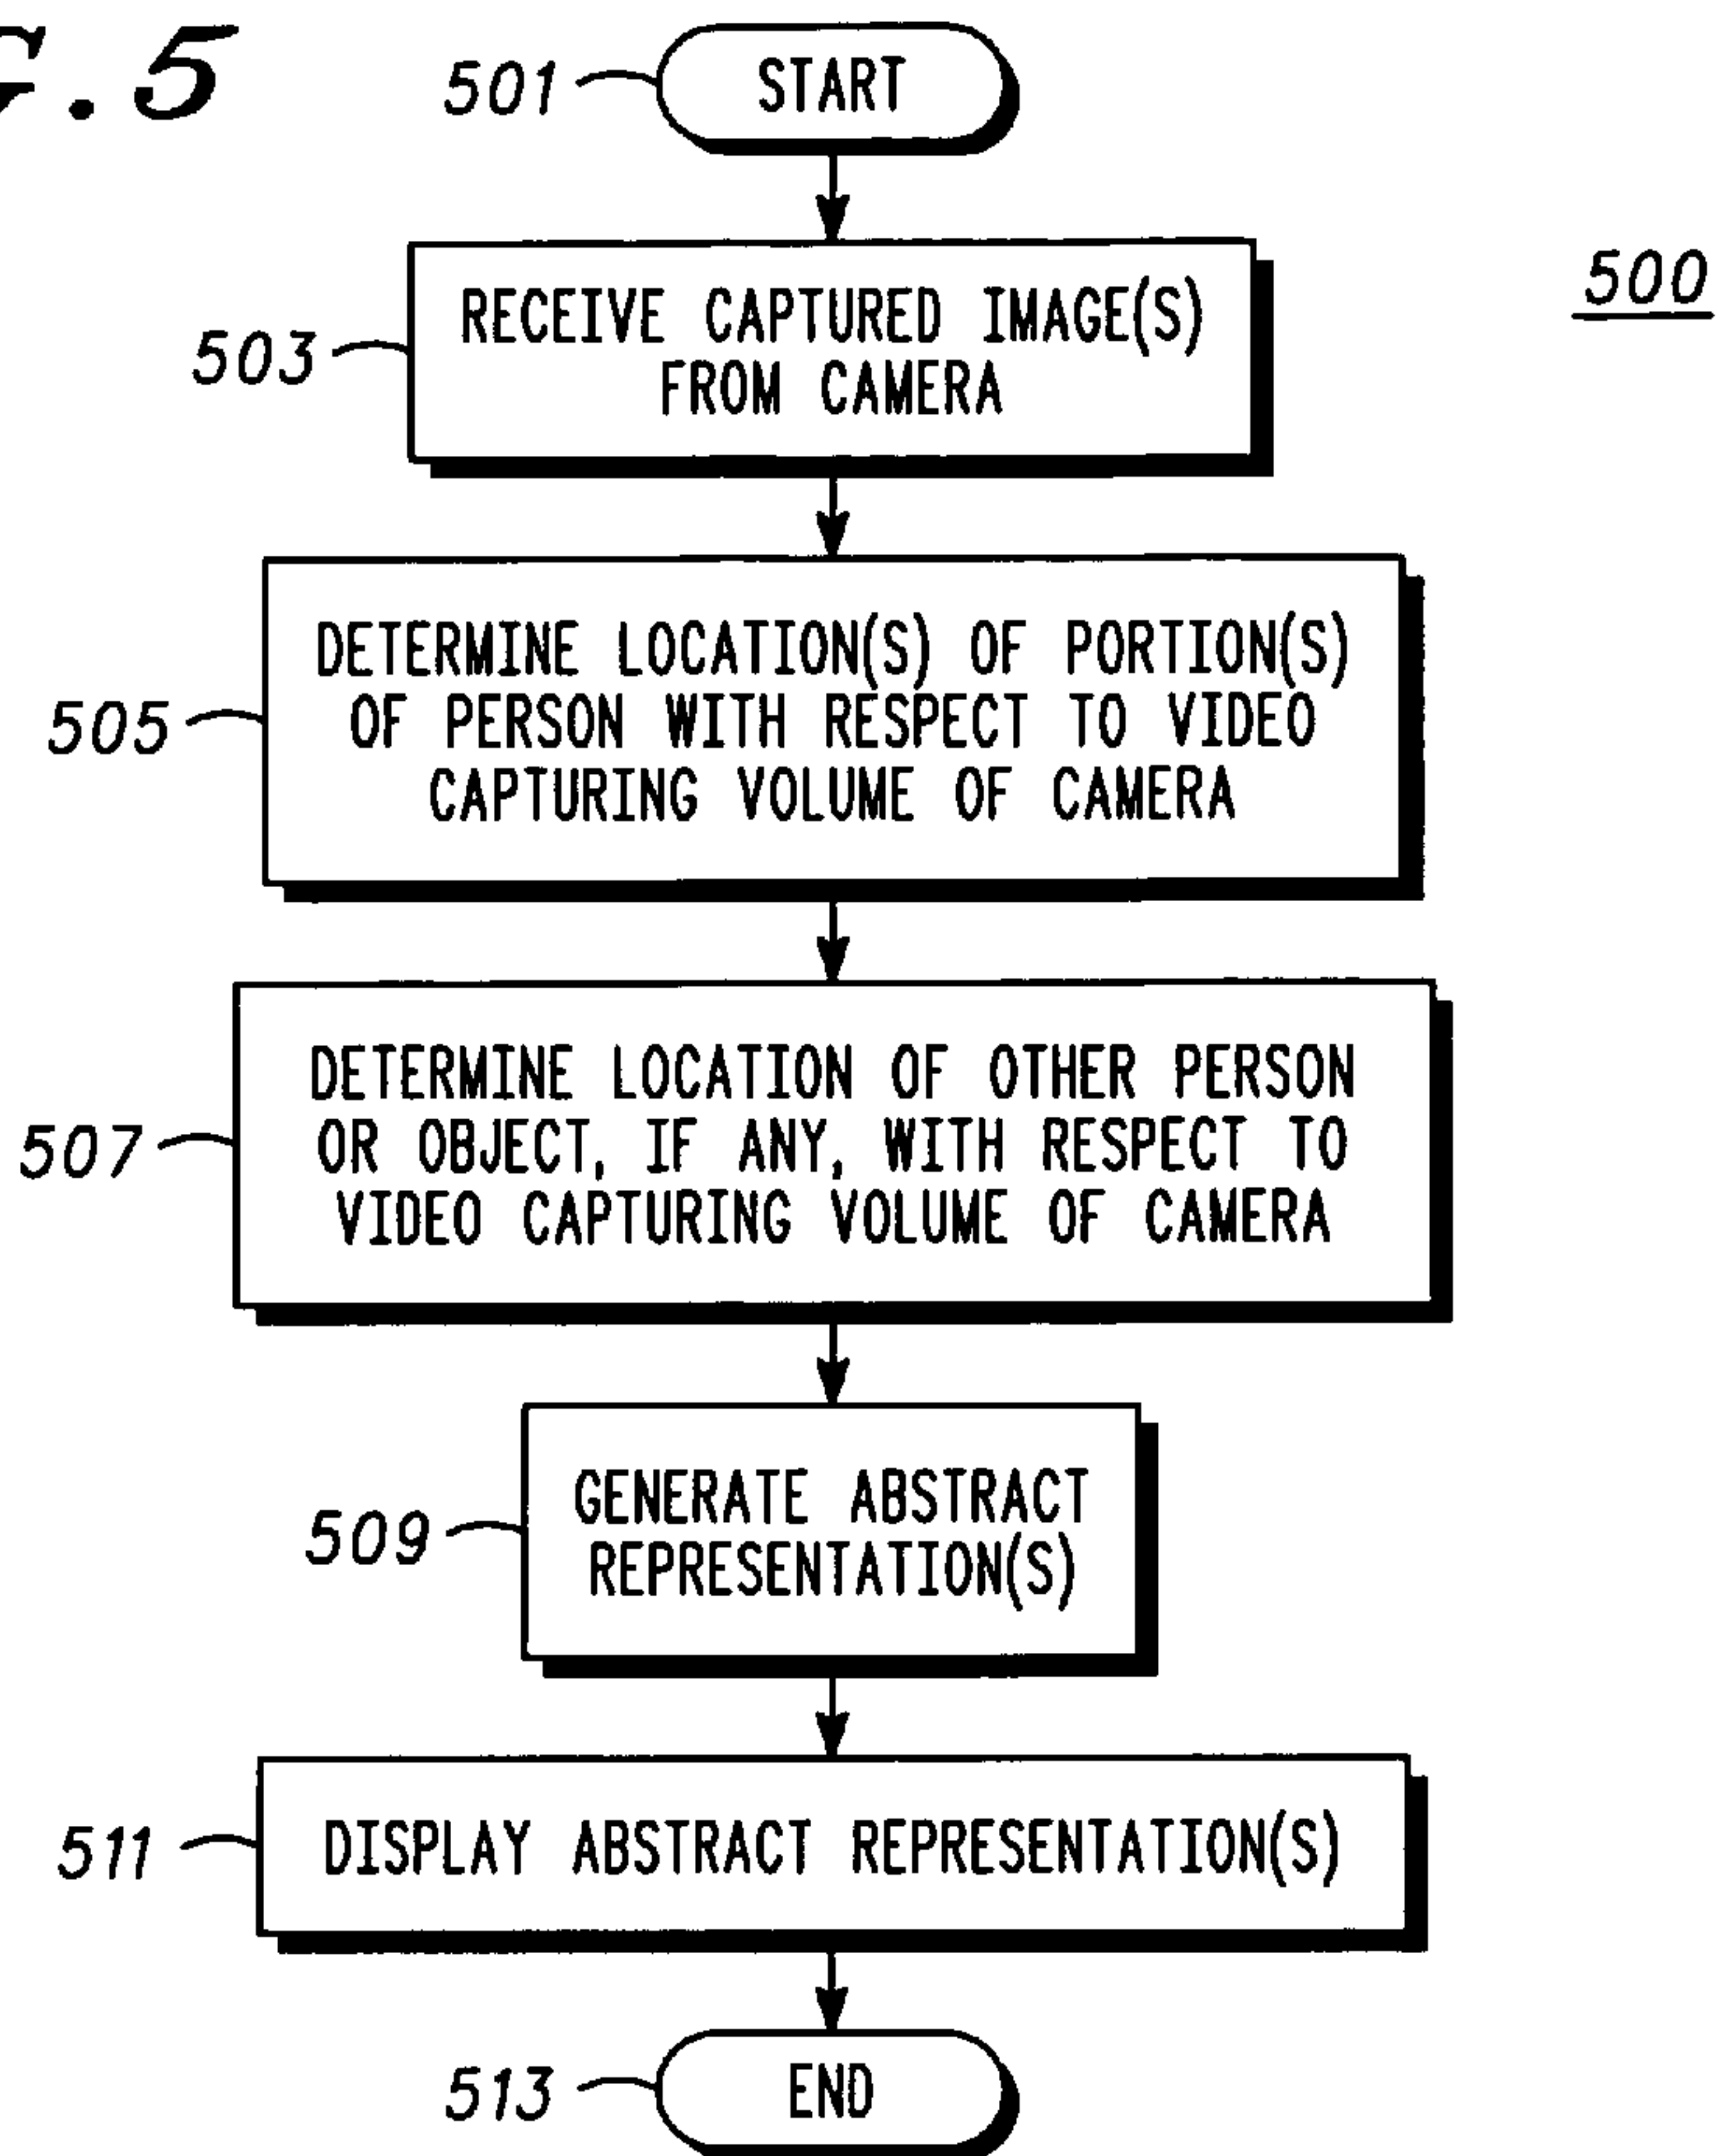 .5
501
START
500
503
RECEIVE CAPTURED IMAGE(S)
FROM CAMERA
505
DETERMINE LOCATION(S) OF PORTION(S)
OF PERSON WITH RESPECT TO VIDEO
CAPTURING VOLUME OF CAMERA
507
DETERMINE LOCATION OF OTHER PERSON
OR OBJECT, IF ANY, WITH RESPECT TO
VIDEO CAPTURING VOLUME OF CAMERA
509
GENERATE ABSTRACT
REPRESENTATION(S)
511
DISPLAY ABSTRACT REPRESENTATION(S)
513
END